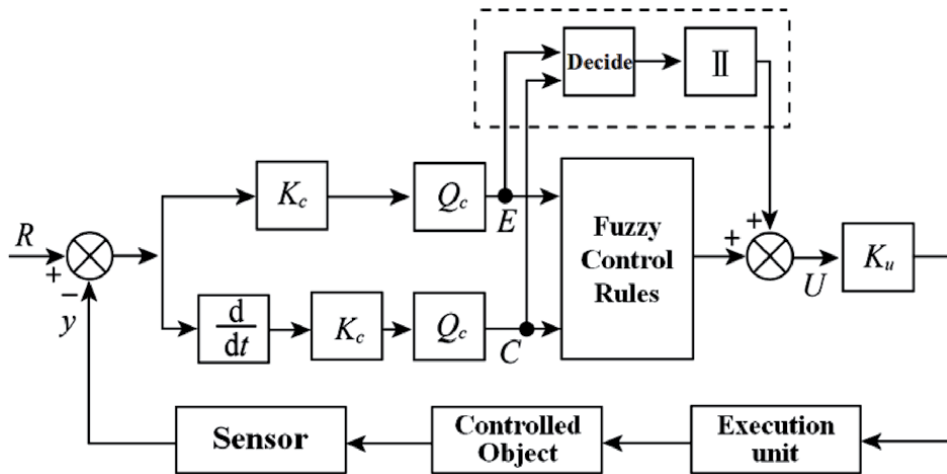 Decide
II
K_c
Q_c
E
Fuzzy
Control
Rules
R
+
−
y
+
+
U
K_u
d
dt
K_c
Q_c
C
Sensor
Controlled
Object
Execution
unit